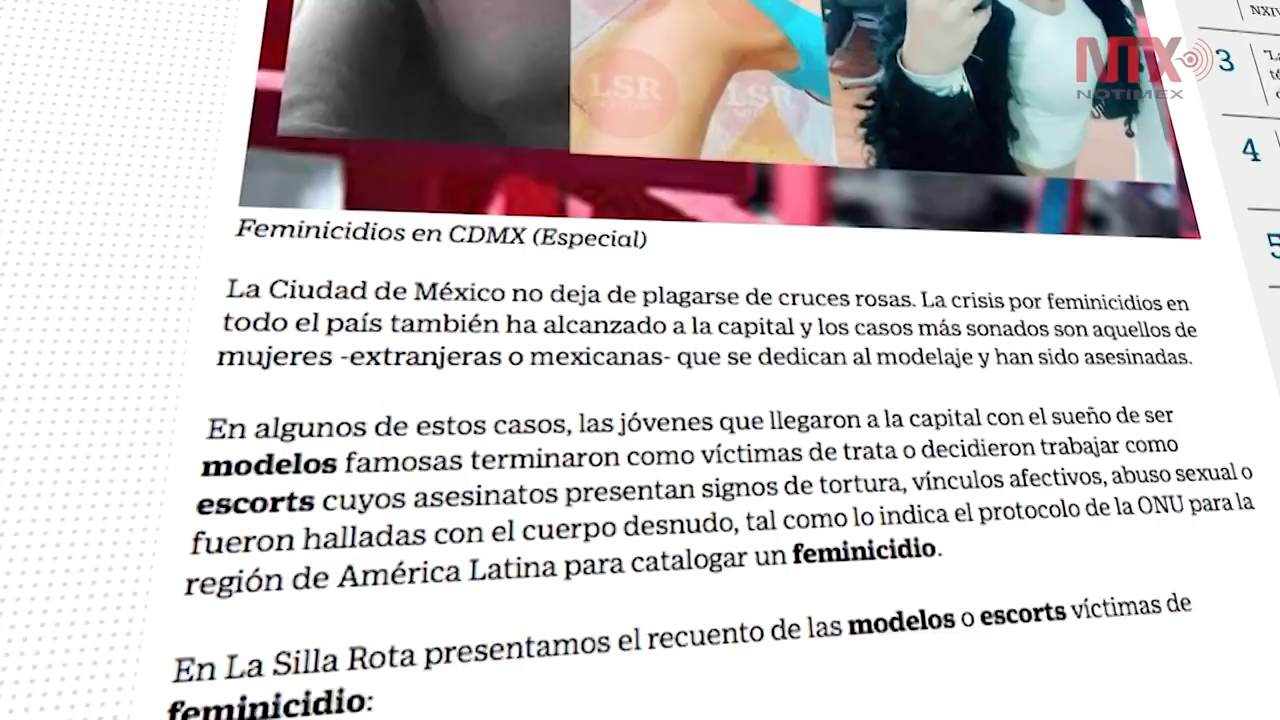 LSR
LSR
MTX
NOTIMEX
NXIV
3
4
5
Feminicidios en CDMX (Especial)
La Ciudad de México no deja de plagarse de cruces rosas. La crisis por feminicidios en
todo el país también ha alcanzado a la capital y los casos más sonados son aquellos de
mujeres -extranjeras o mexicanas- que se dedican al modelaje y han sido asesinadas.
En algunos de estos casos, las jóvenes que llegaron a la capital con el sueño de ser
modelos famosas terminaron como víctimas de trata o decidieron trabajar como
escorts cuyos asesinatos presentan signos de tortura, vínculos afectivos, abuso sexual o
fueron halladas con el cuerpo desnudo, tal como lo indica el protocolo de la ONU para la
región de América Latina para catalogar un feminicidio.
En La Silla Rota presentamos el recuento de las modelos o escorts víctimas de
feminicidio: